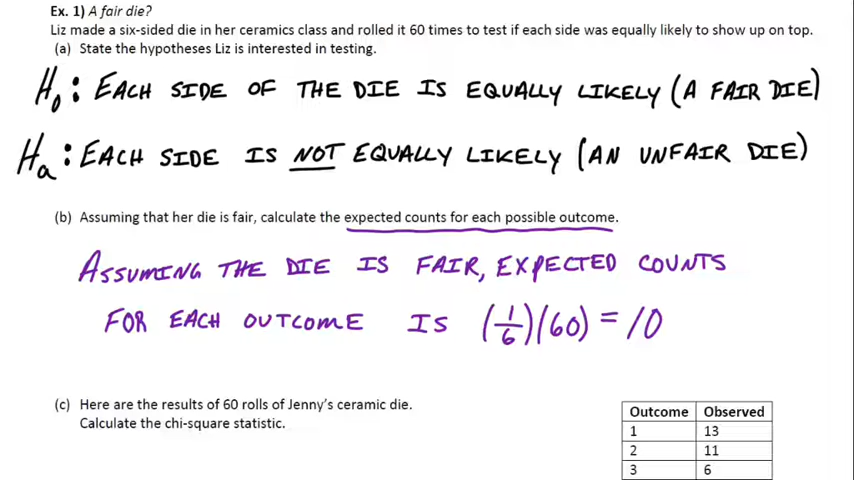 Ex. 1) A fair die?
Liz made a six-sided die in her ceramics class and rolled it 60 times to test if each side was equally likely to show up on top.
(a) State the hypotheses Liz is interested in testing.
H₀: EACH SIDE OF THE DIE IS EQUALLY LIKELY (A FAIR DIE)
Hₐ: EACH SIDE IS NOT EQUALLY LIKELY (AN UNFAIR DIE)
(b) Assuming that her die is fair, calculate the expected counts for each possible outcome.
ASSUMING THE DIE IS FAIR, EXPECTED COUNTS
FOR EACH OUTCOME IS (1/6)(60) = 10
(c) Here are the results of 60 rolls of Jenny's ceramic die.
Calculate the chi-square statistic.
Outcome Observed
1 13
2 11
3 6